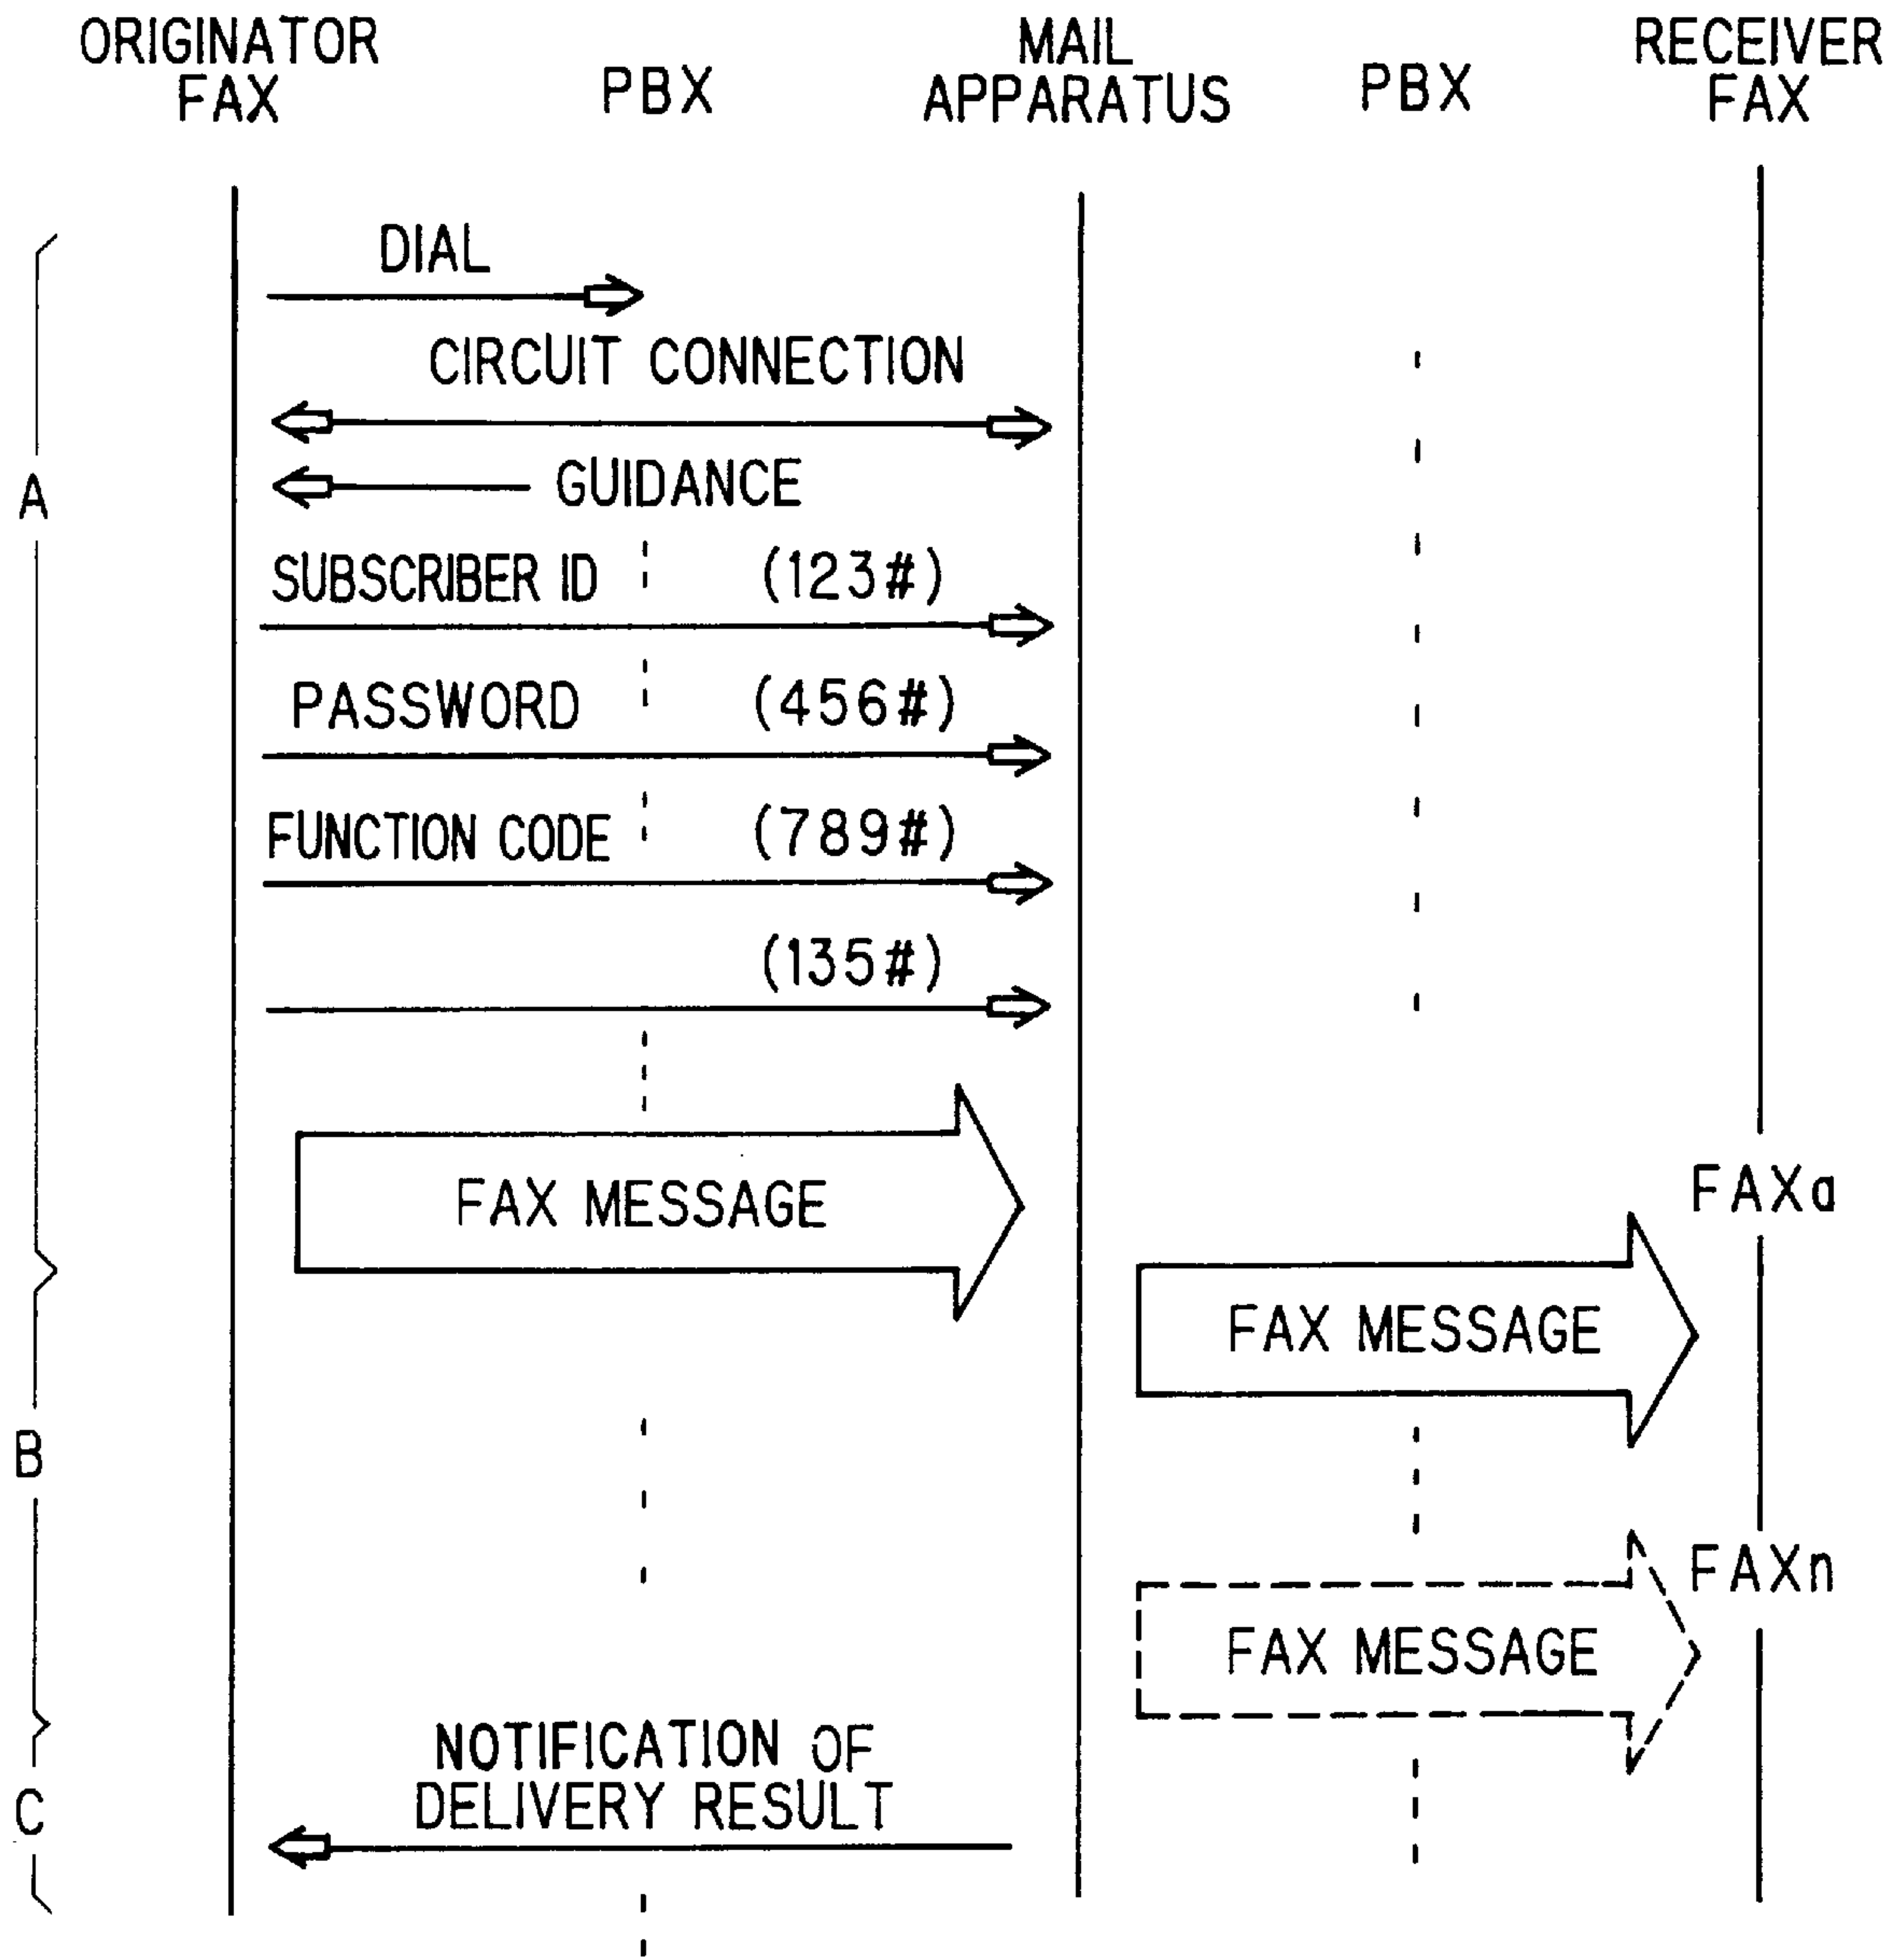 ORIGINATOR
FAX
PBX
MAIL
APPARATUS
PBX
RECEIVER
FAX
DIAL
CIRCUIT CONNECTION
GUIDANCE
A
SUBSCRIBER ID (123#)
PASSWORD (456#)
FUNCTION CODE (789#)
(135#)
FAX MESSAGE
FAXa
FAX MESSAGE
B
FAXn
FAX MESSAGE
NOTIFICATION OF
DELIVERY RESULT
C